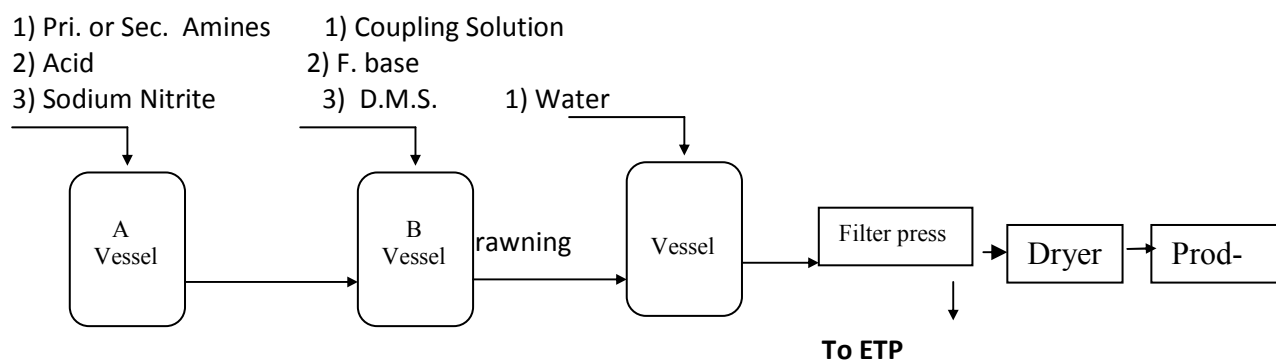 1) Pri. or Sec. Amines 1) Coupling Solution
2) Acid 2) F. base
3) Sodium Nitrite 3) D.M.S. 1) Water
A
Vessel
B
Vessel
rawning
Vessel
Filter press
Dryer
Prod-
To ETP